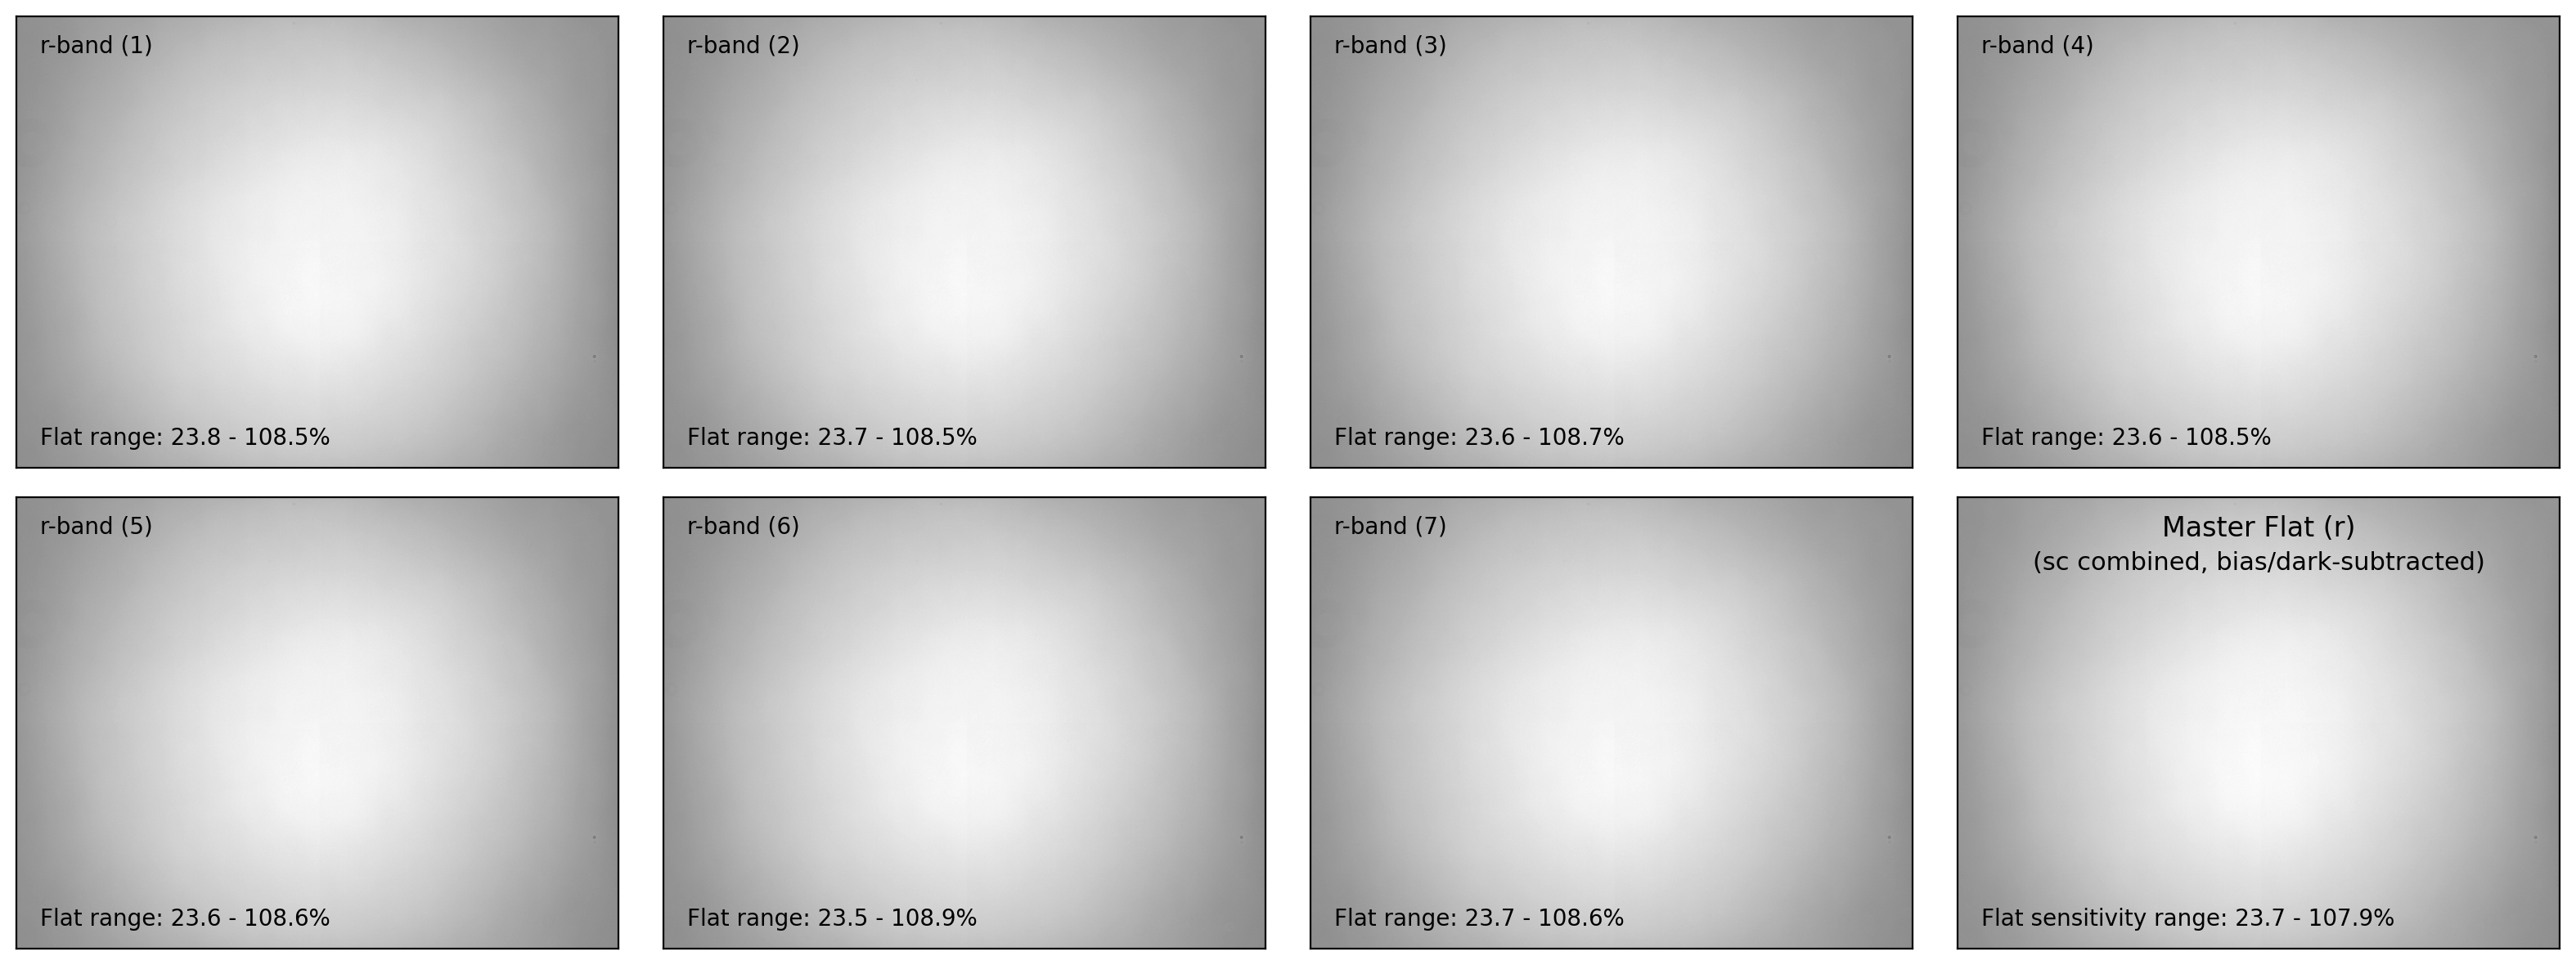 r-band (1)
Flat range: 23.8 - 108.5%
r-band (2)
Flat range: 23.7 - 108.5%
r-band (3)
Flat range: 23.6 - 108.7%
r-band (4)
Flat range: 23.6 - 108.5%
r-band (5)
Flat range: 23.6 - 108.6%
r-band (6)
Flat range: 23.5 - 108.9%
r-band (7)
Flat range: 23.7 - 108.6%
Master Flat (r)
(sc combined, bias/dark-subtracted)
Flat sensitivity range: 23.7 - 107.9%